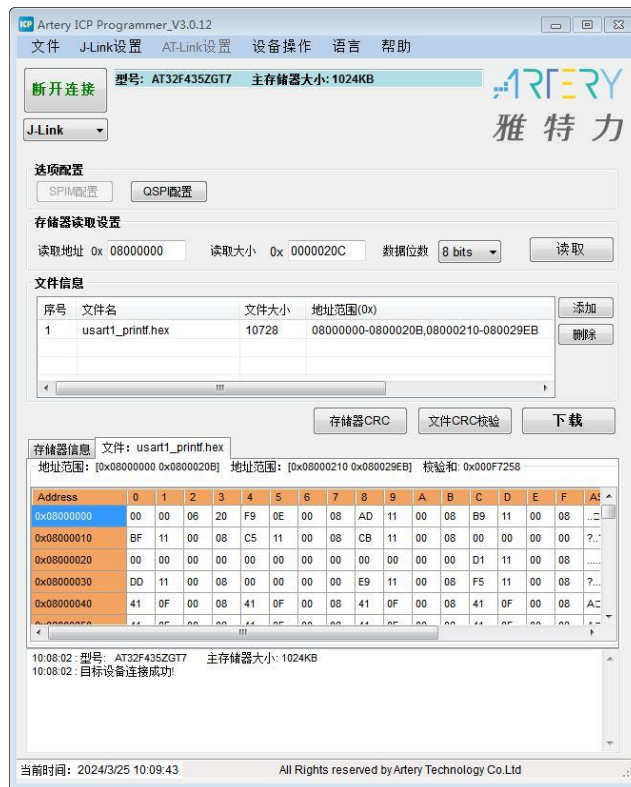 Artery ICP Programmer_V3.0.12
文件 J-Link设置 AT-Link设置 设备操作 语言 帮助
断开连接 型号: AT32F435ZGT7 主存储器大小: 1024KB
ARTERY
雅特力
J-Link
选项配置
SPIM配置 QSPI配置
存储器读取设置
读取地址 0x 08000000 读取大小 0x 0000020C 数据位数 8 bits 读取
文件信息
序号 文件名 文件大小 地址范围(0x) 添加
1 usart1_printf.hex 10728 08000000-0800020B,08000210-080029EB 删除
存储器CRC 文件CRC校验 下载
存储器信息 文件: usart1_printf.hex
地址范围: [0x08000000 0x0800020B] 地址范围: [0x08000210 0x080029EB] 校验和: 0x000F7258
Address 0 1 2 3 4 5 6 7 8 9 A B C D E F
0x08000000 00 00 06 20 F9 0E 00 08 AD 11 00 08 B9 11 00 08
0x08000010 BF 11 00 08 C5 11 00 08 CB 11 00 08 00 00 00 00
0x08000020 00 00 00 00 00 00 00 00 00 00 00 00 D1 11 00 08
0x08000030 DD 11 00 08 00 00 00 00 E9 11 00 08 F5 11 00 08
0x08000040 41 0F 00 08 41 0F 00 08 41 0F 00 08 41 0F 00 08
10:08:02 : 型号: AT32F435ZGT7 主存储器大小: 1024KB
10:08:02 : 目标设备连接成功!
当前时间: 2024/3/25 10:09:43 All Rights reserved by Artery Technology Co.Ltd